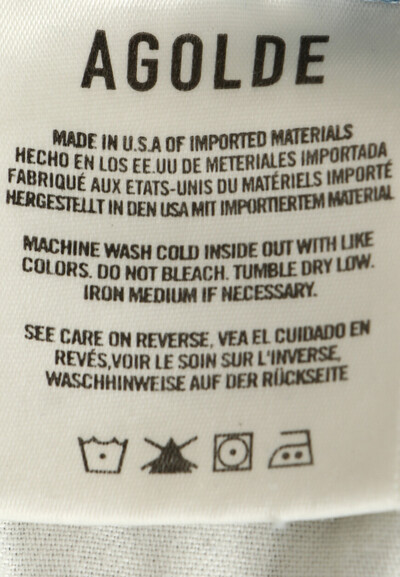 AGOLDE
MADE IN U.S.A OF IMPORTED MATERIALS
HECHO EN LOS EE.UU DE METERIALES IMPORTADA
FABRIQUÉ AUX ETATS-UNIS DU MATÉRIELS IMPORTÉ
HERGESTELLT IN DEN USA MIT IMPORTIERTEM MATERIAL
MACHINE WASH COLD INSIDE OUT WITH LIKE
COLORS. DO NOT BLEACH. TUMBLE DRY LOW.
IRON MEDIUM IF NECESSARY.
SEE CARE ON REVERSE, VEA EL CUIDADO EN
REVÉS,VOIR LE SOIN SUR L'INVERSE,
WASCHHINWEISE AUF DER RÜCKSEITE